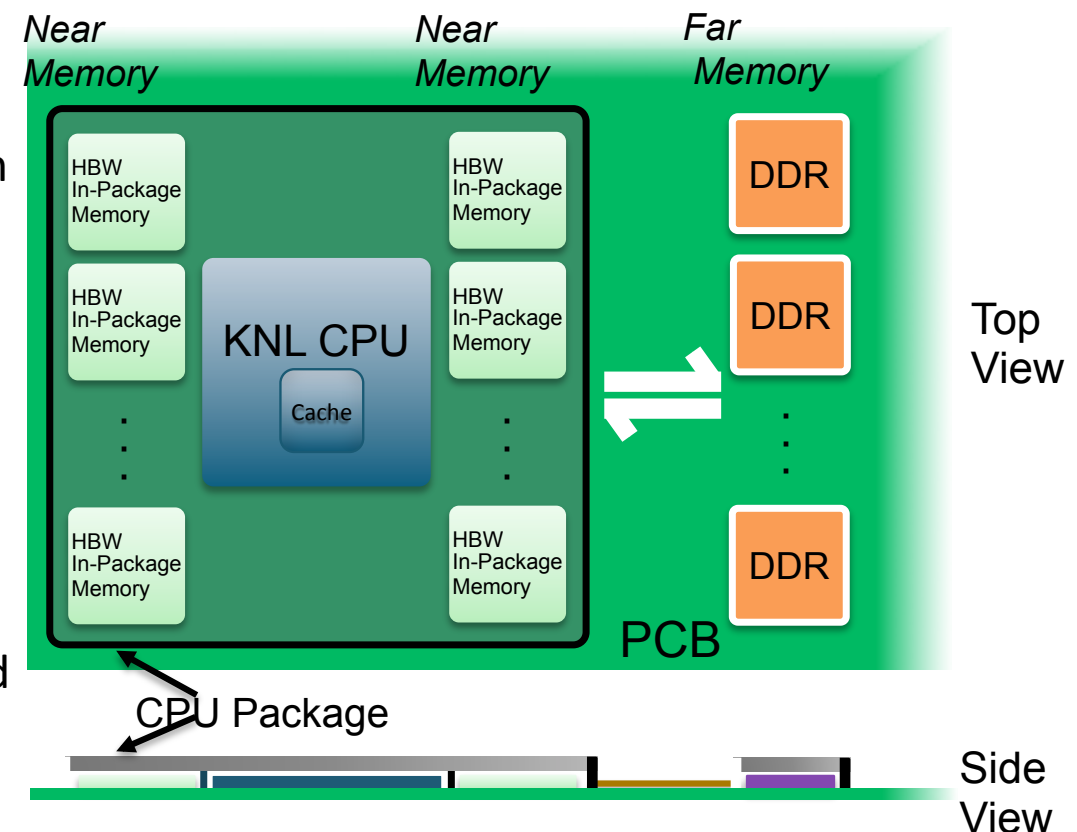 Near
Memory
Near
Memory
Far
Memory
HBW
In-Package
Memory
HBW
In-Package
Memory
DDR
HBW
In-Package
Memory
KNL CPU
Cache
HBW
In-Package
Memory
DDR
Top
View
HBW
In-Package
Memory
HBW
In-Package
Memory
DDR
PCB
CPU Package
Side
View